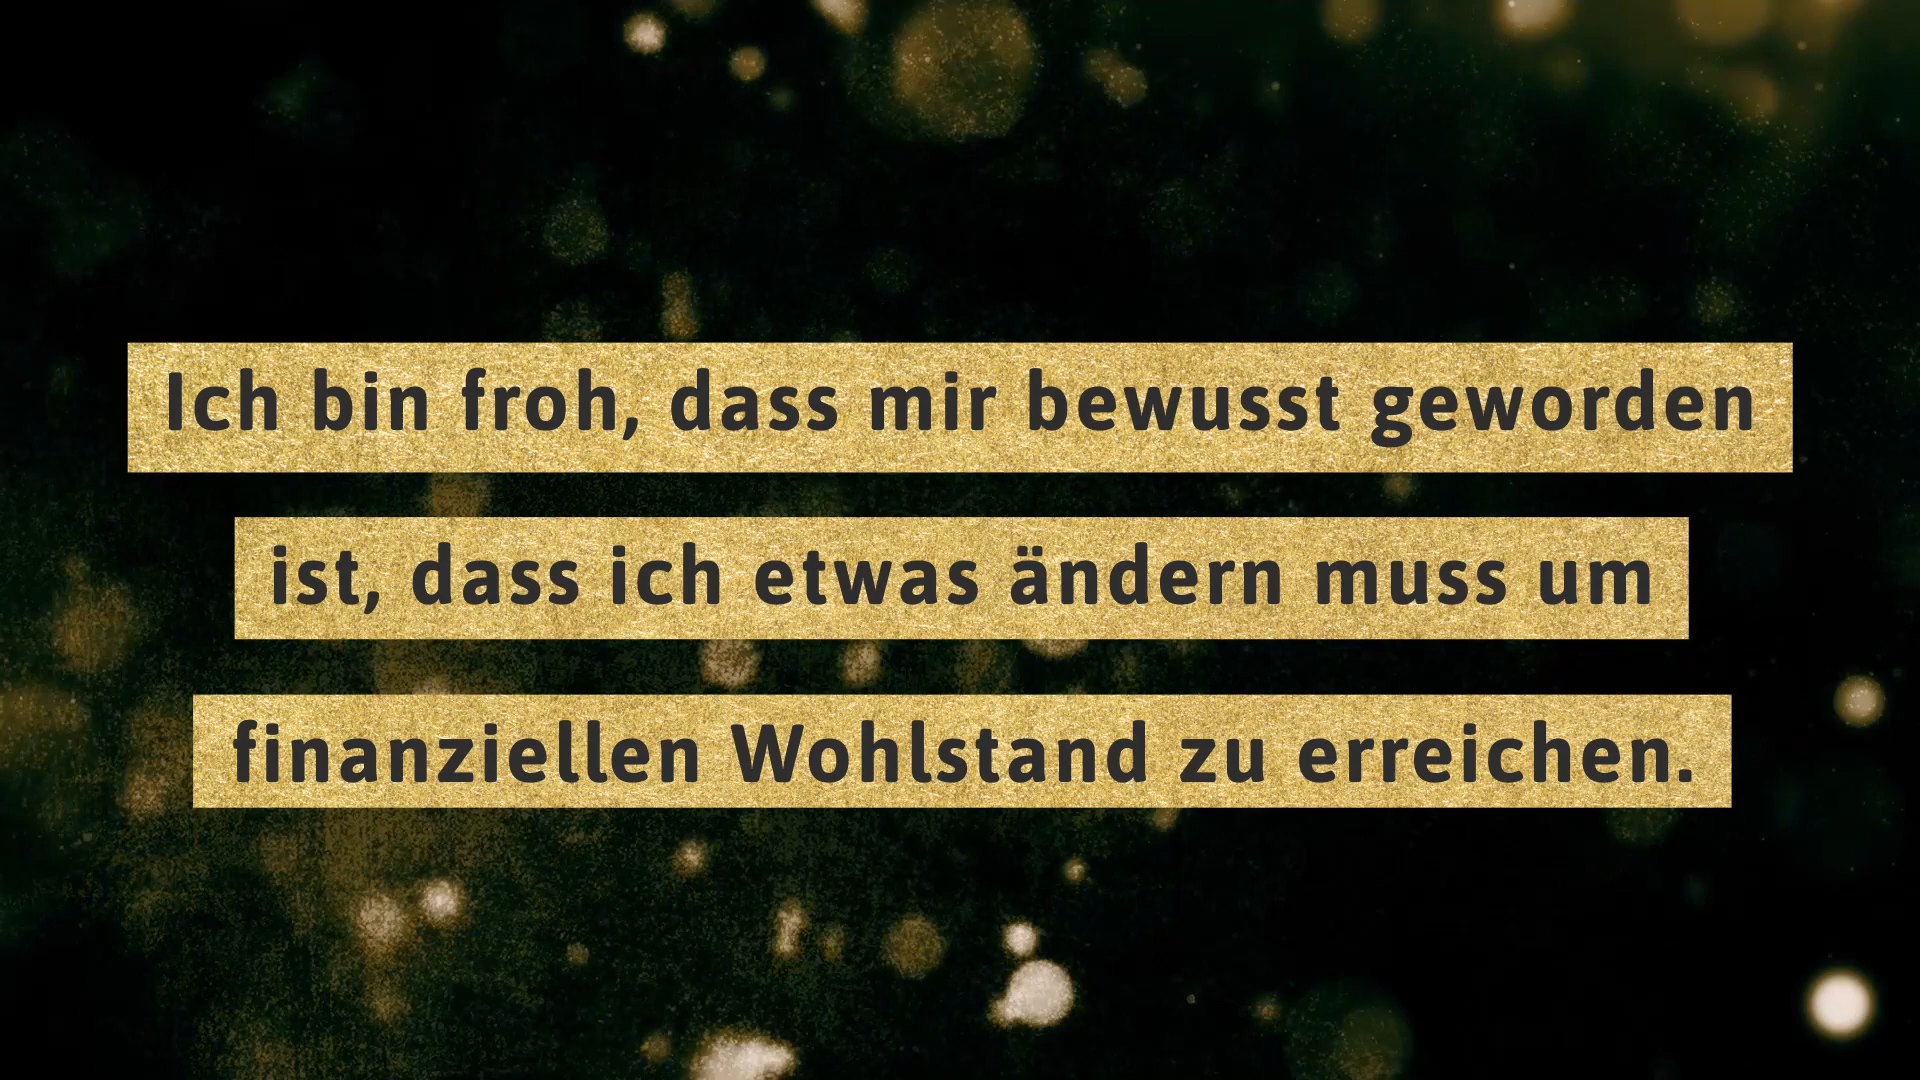 Ich bin froh, dass mir bewusst geworden
ist, dass ich etwas ändern muss um
finanziellen Wohlstand zu erreichen.